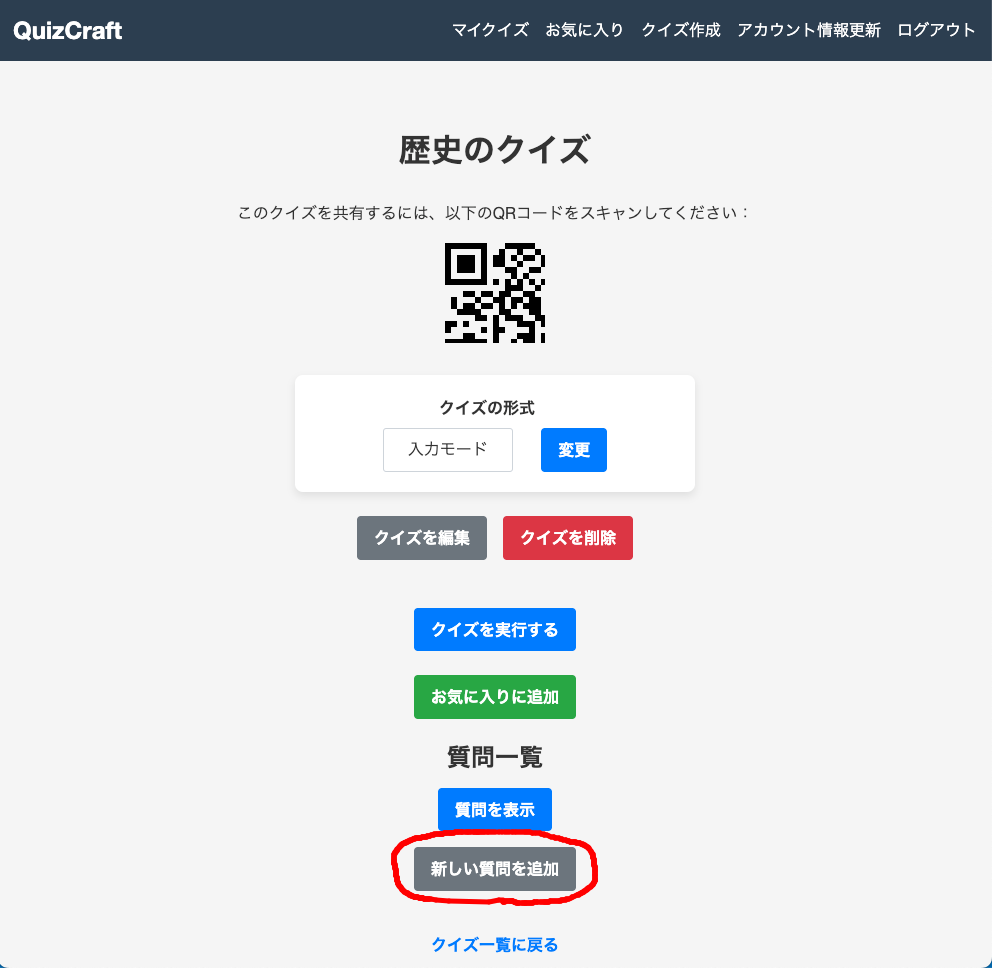 QuizCraft マイクイズ お気に入り クイズ作成 アカウント情報更新 ログアウト
歴史のクイズ
このクイズを共有するには、以下のQRコードをスキャンしてください：
クイズの形式
入力モード 変更
クイズを編集 クイズを削除
クイズを実行する
お気に入りに追加
質問一覧
質問を表示
新しい質問を追加
クイズ一覧に戻る